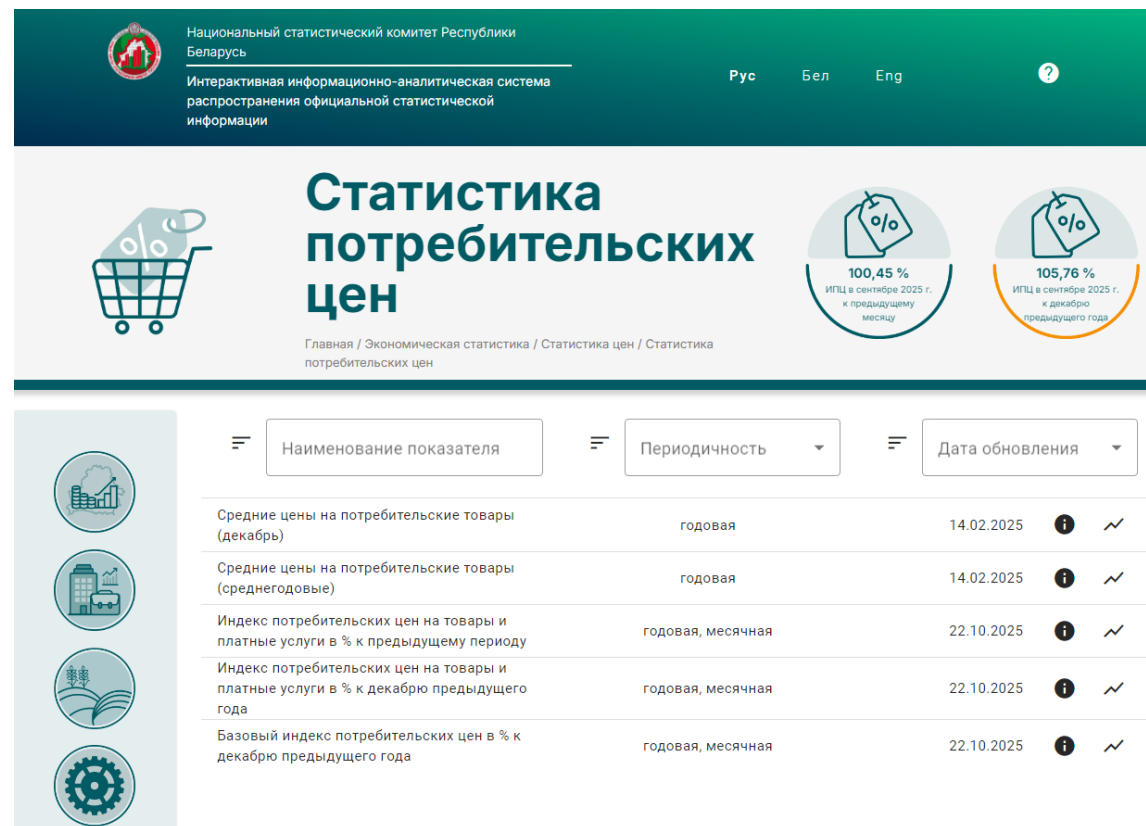 Национальный статистический комитет Республики
Беларусь
Интерактивная информационно-аналитическая система
распространения официальной статистической
информации
Рус Бел Eng ?
Статистика
потребительских
цен
Главная / Экономическая статистика / Статистика цен / Статистика
потребительских цен
%
%
100,45 %
ИПЦ в сентябре 2025 г.
к предыдущему
месяцу
%
105,76 %
ИПЦ в сентябре 2025 г.
к декабрю
предыдущего года
Наименование показателя Периодичность Дата обновления
Средние цены на потребительские товары
(декабрь)
годовая 14.02.2025
Средние цены на потребительские товары
(среднегодовые)
годовая 14.02.2025
Индекс потребительских цен на товары и
платные услуги в % к предыдущему периоду
годовая, месячная 22.10.2025
Индекс потребительских цен на товары и
платные услуги в % к декабрю предыдущего
года
годовая, месячная 22.10.2025
Базовый индекс потребительских цен в % к
декабрю предыдущего года
годовая, месячная 22.10.2025